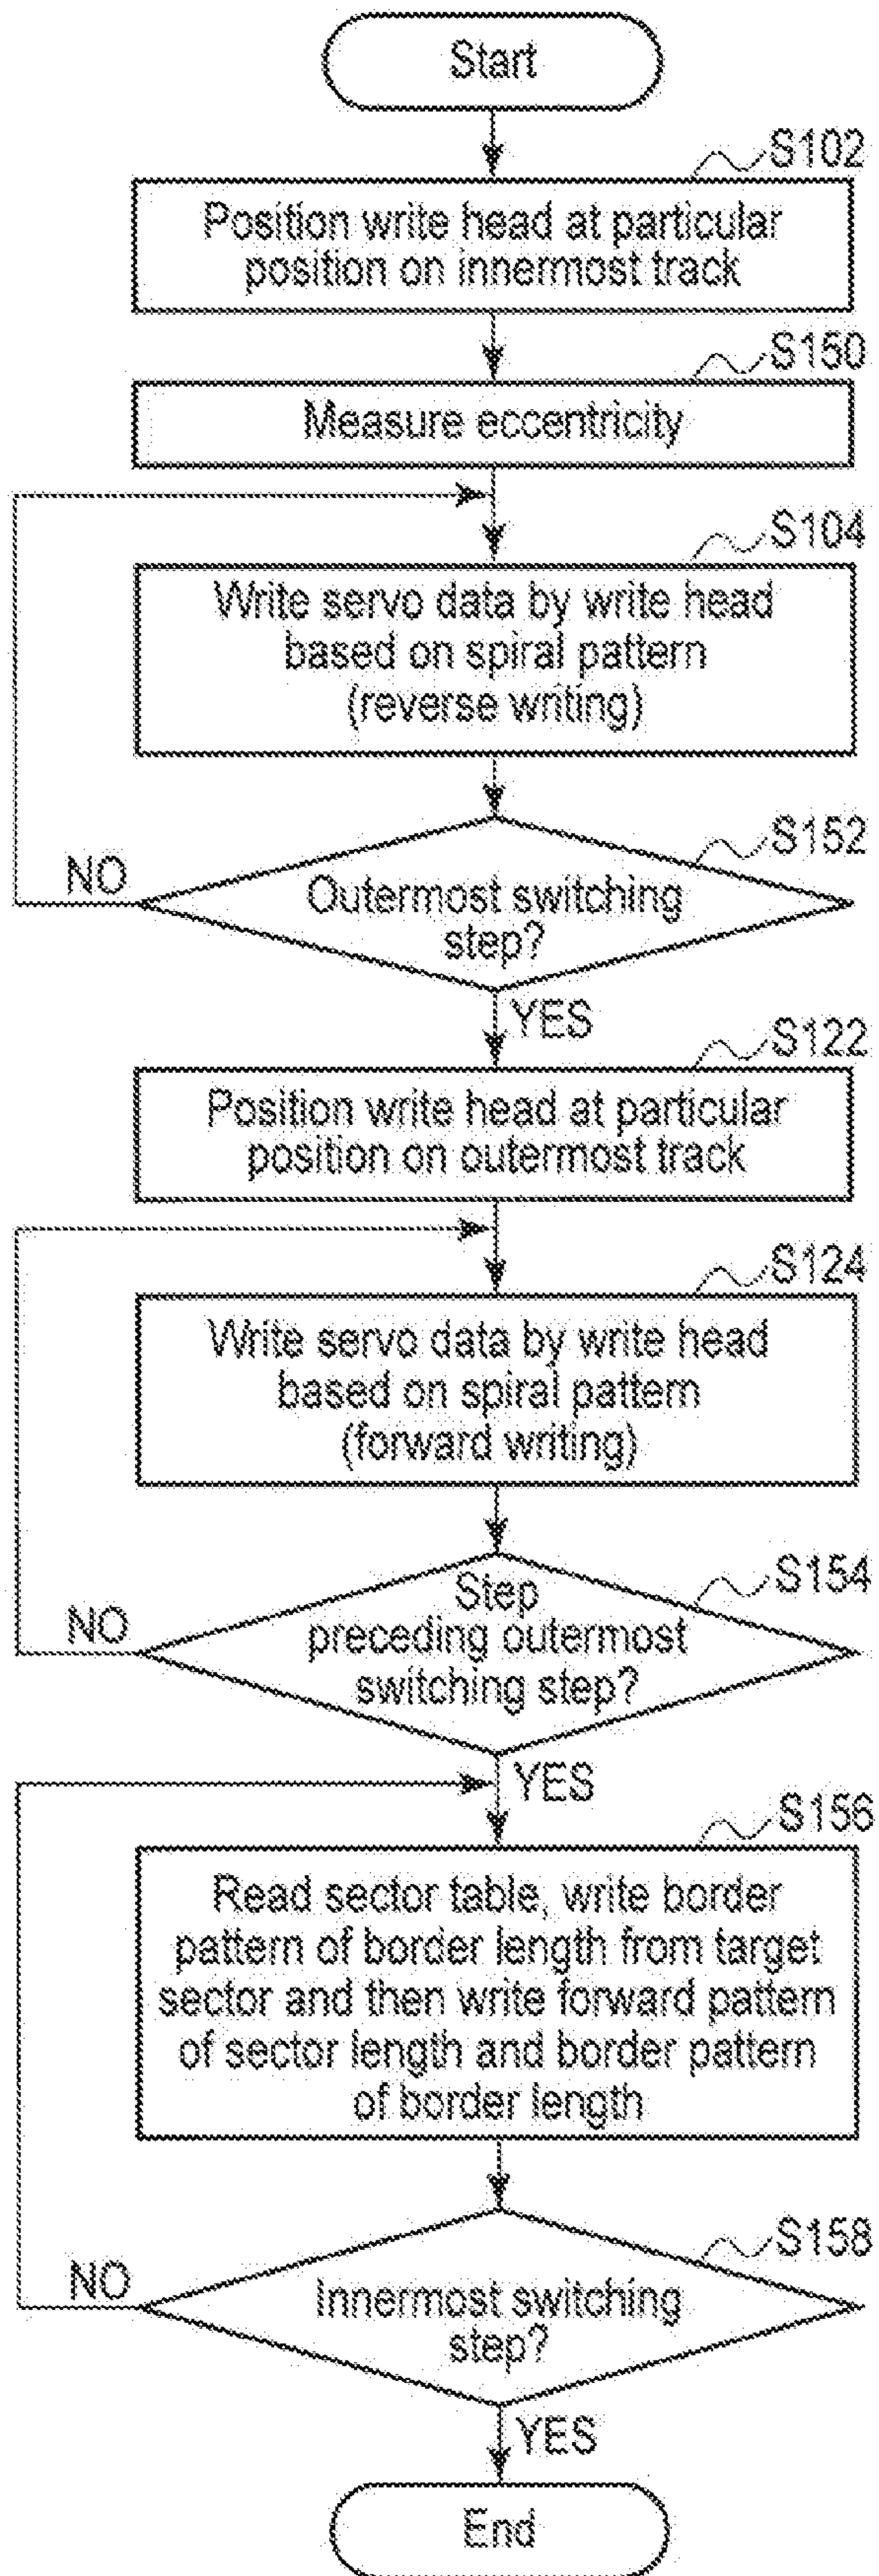 Start
S102
Position write head at particular
position on innermost track
S150
Measure eccentricity
S104
Write servo data by write head
based on spiral pattern
(reverse writing)
S152
NO
Outermost switching
step?
YES
S122
Position write head at particular
position on outermost track
S124
Write servo data by write head
based on spiral pattern
(forward writing)
S154
NO
Step
preceding outermost
switching step?
YES
S156
Read sector table, write border
pattern of border length from target
sector and then write forward pattern
of sector length and border pattern
of border length
S158
NO
Innermost switching
step?
YES
End